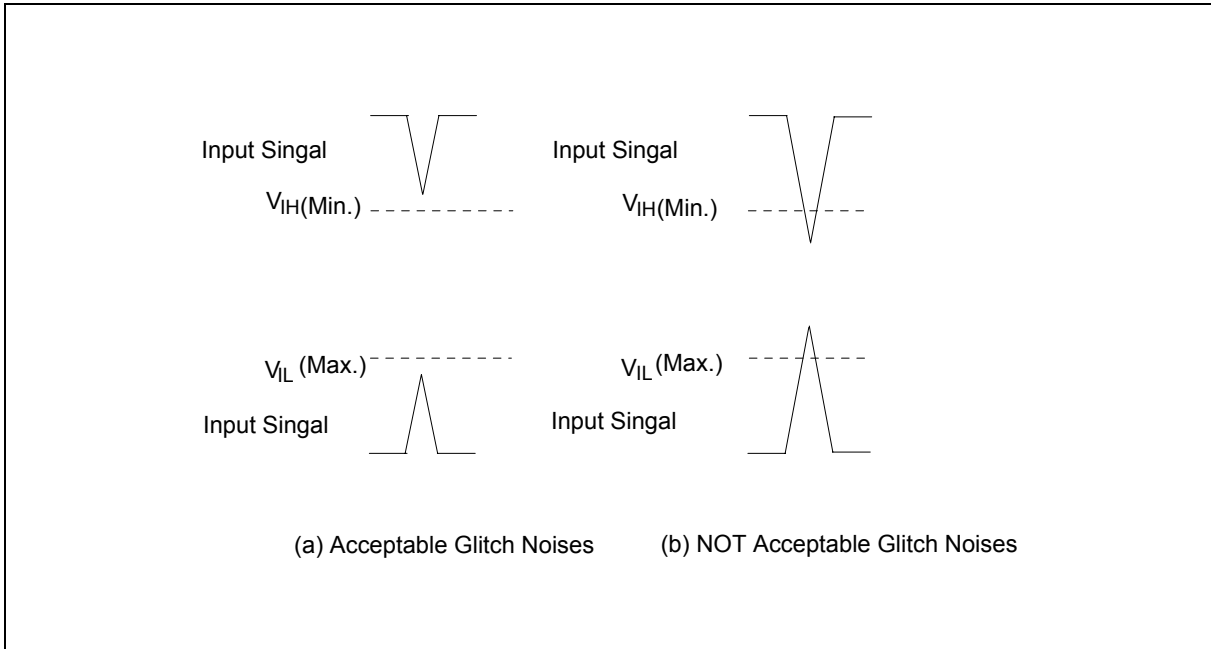 Input Singal
Input Singal
VIH(Min.)
VIH(Min.)
VIL (Max.)
VIL (Max.)
Input Singal
Input Singal
(a) Acceptable Glitch Noises
(b) NOT Acceptable Glitch Noises